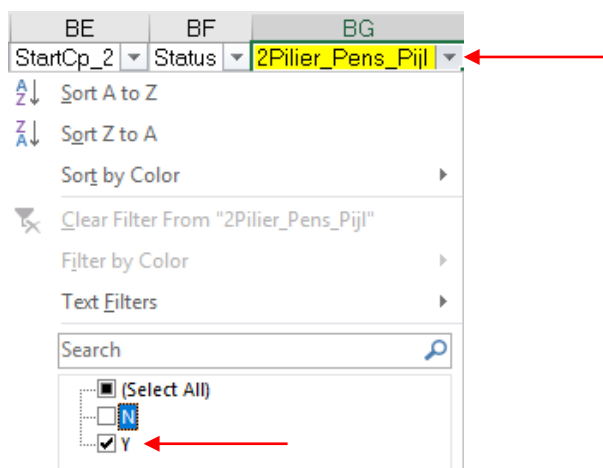 BE BF BG
StartCp_2 Status 2Pilier_Pens_Pijl
Sort A to Z
Sort Z to A
Sort by Color
Clear Filter From "2Pilier_Pens_Pijl"
Filter by Color
Text Filters
Search
(Select All)
N
Y